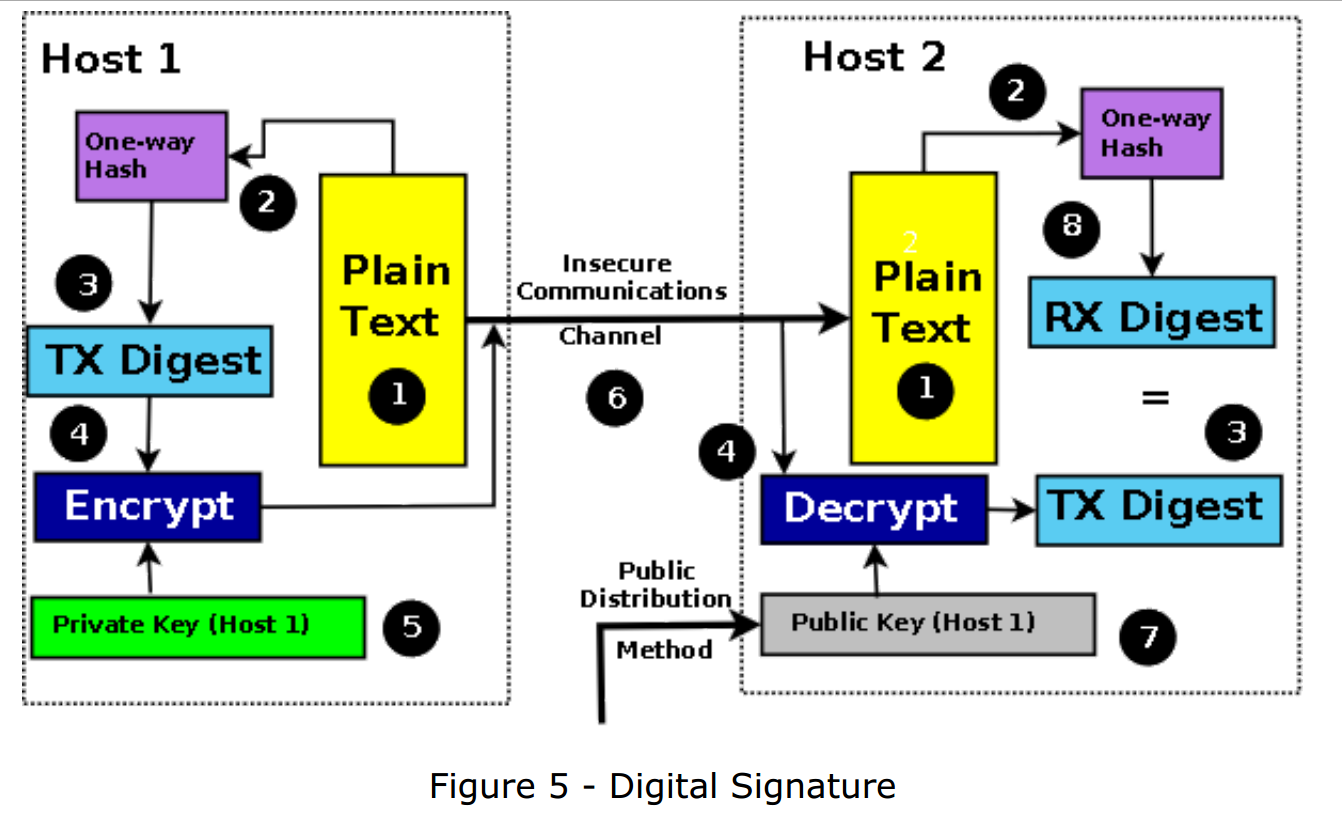 Host 1
One-way
Hash
2
3
Plain
Text
1
TX Digest
4
Encrypt
Private Key (Host 1)
5
Insecure
Communications
Channel
6
Host 2
2
One-way
Hash
8
2
Plain
Text
1
RX Digest
=
3
4
Decrypt
TX Digest
Public
Distribution
Method
Public Key (Host 1)
7
Figure 5 - Digital Signature